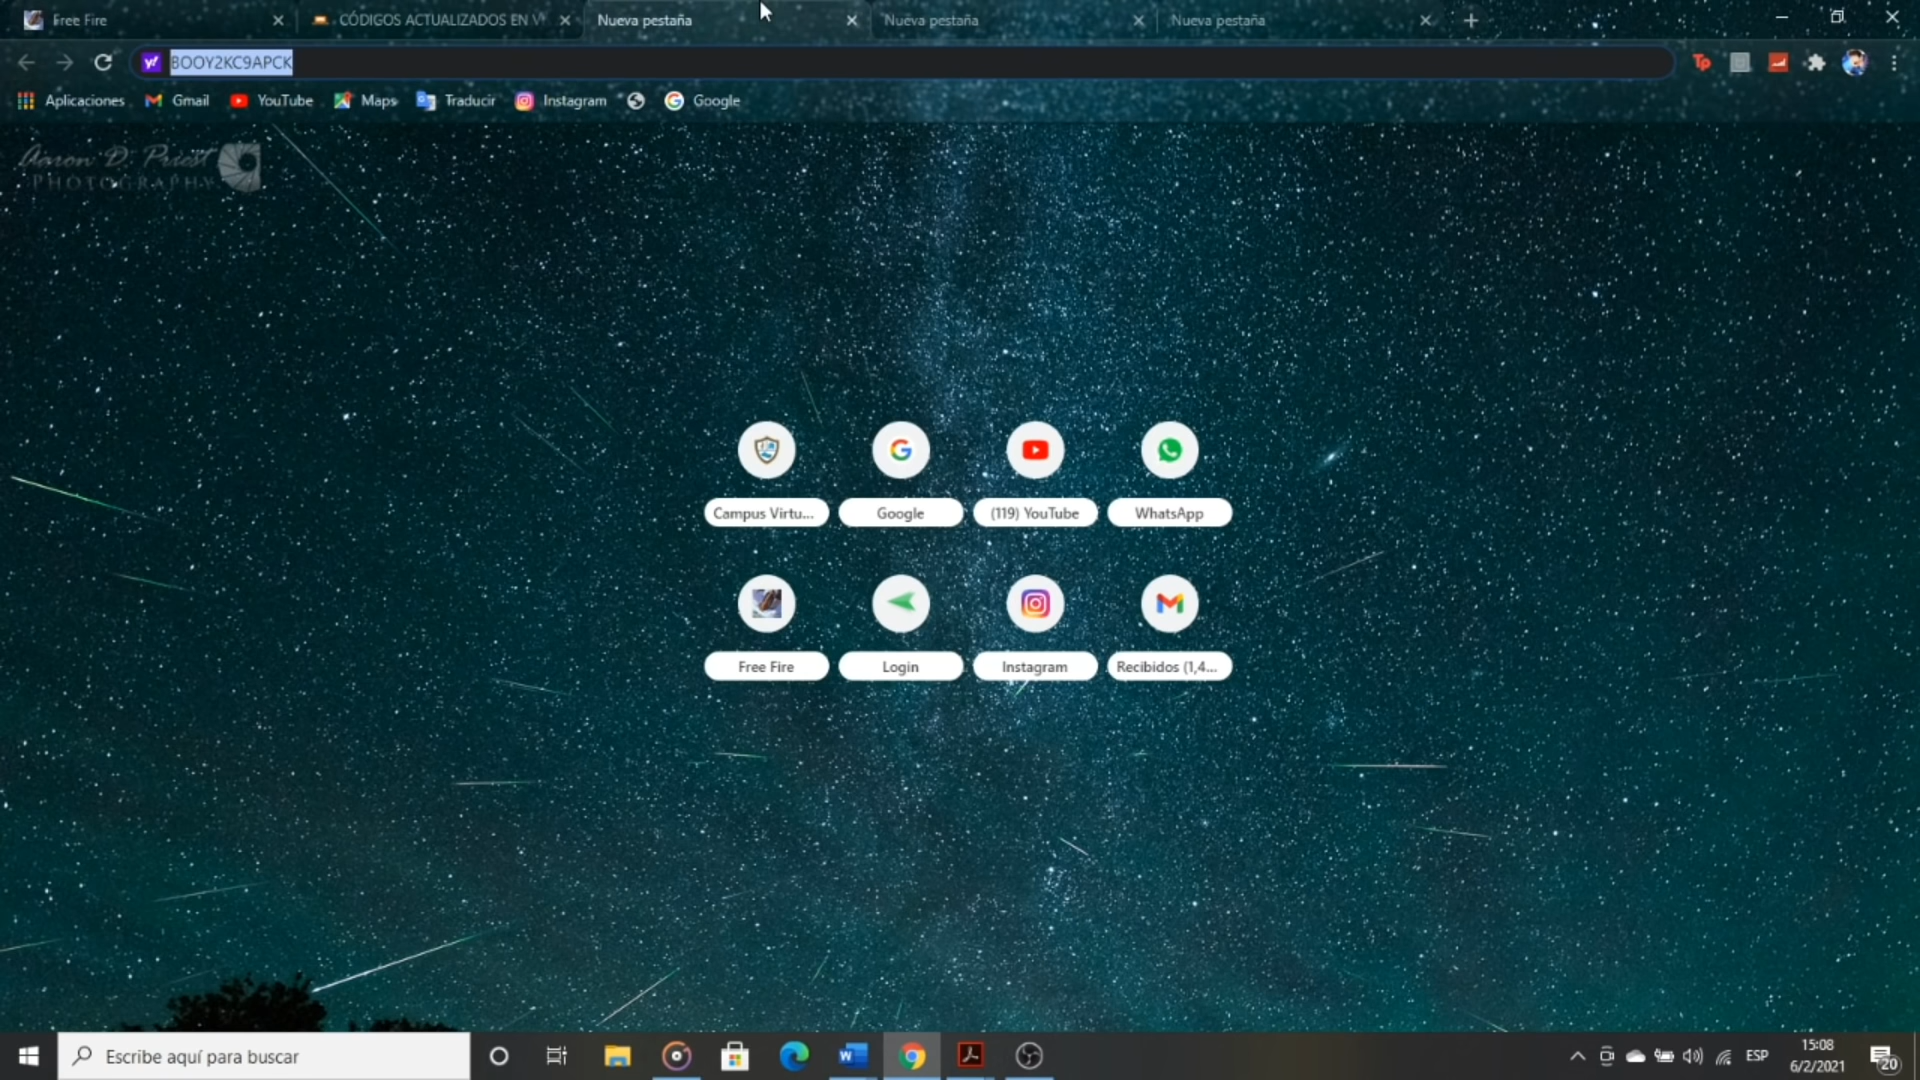 Free Fire
CÓDIGOS ACTUALIZADOS EN V
Nueva pestaña
Nueva pestaña
Nueva pestaña
y! BOOY2KC9APCK
Tp
Aplicaciones
Gmail
YouTube
Maps
Traducir
Instagram
Google
Aaron D. Priest
PHOTOGRAPHY
Campus Virtu...
Google
(119) YouTube
WhatsApp
Free Fire
Login
Instagram
Recibidos (1,4...
Escribe aquí para buscar
W
ESP
15:08
6/2/2021
20